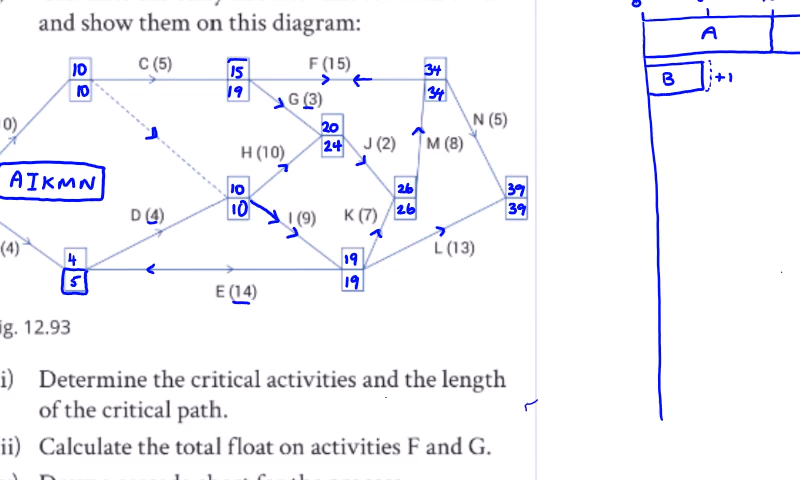 and show them on this diagram:
A
B
+1
C (5)
F (15)
10
10
15
19
34
34
G (3)
N (5)
0)
20
24
H (10)
J (2)
M (8)
AIKMN
10
10
26
26
39
39
D (4)
I (9)
K (7)
(4)
L (13)
4
5
19
19
E (14)
ig. 12.93
i) Determine the critical activities and the length
of the critical path.
ii) Calculate the total float on activities F and G.